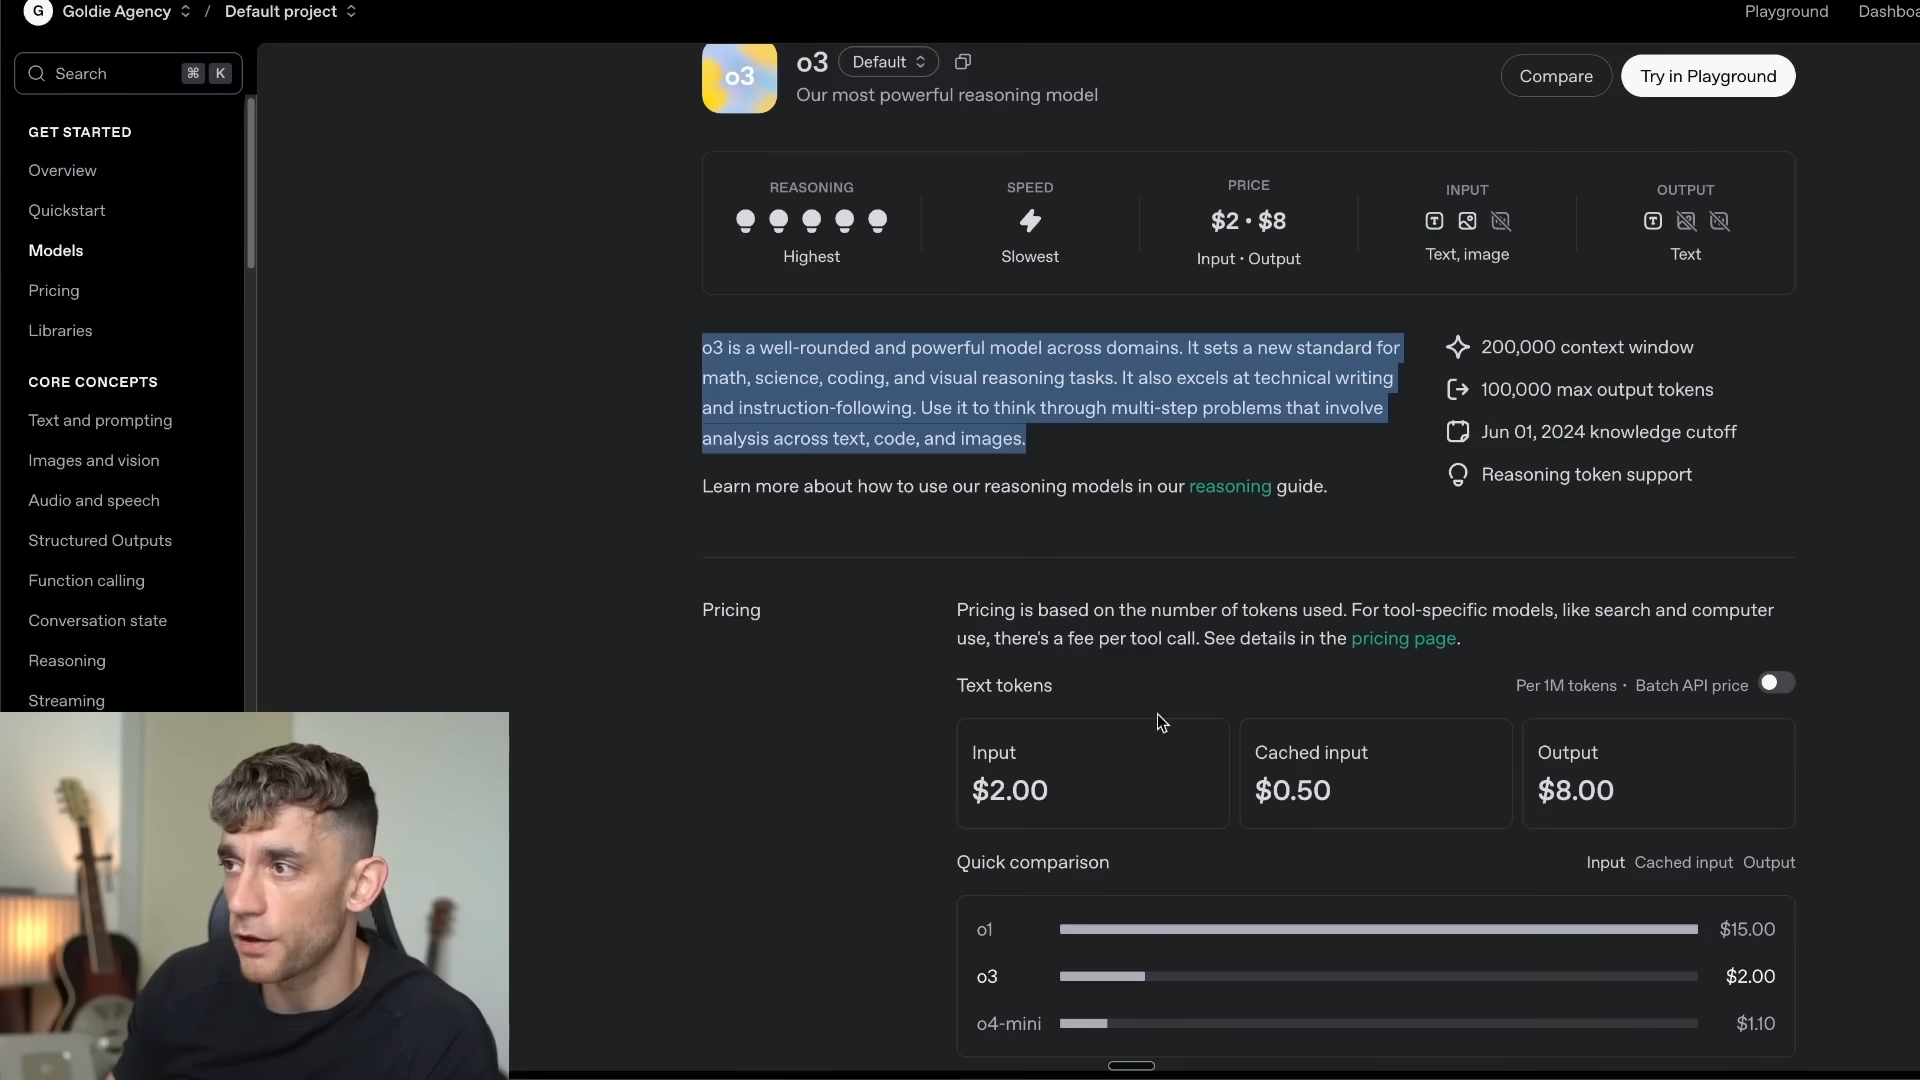 G Goldie Agency / Default project
Playground Dashboa
Search ⌘ K
GET STARTED
Overview
Quickstart
Models
Pricing
Libraries
CORE CONCEPTS
Text and prompting
Images and vision
Audio and speech
Structured Outputs
Function calling
Conversation state
Reasoning
Streaming
o3
o3 Default
Our most powerful reasoning model
Compare Try in Playground
REASONING
Highest
SPEED
Slowest
PRICE
$2 • $8
Input • Output
INPUT
Text, image
OUTPUT
Text
o3 is a well-rounded and powerful model across domains. It sets a new standard for
math, science, coding, and visual reasoning tasks. It also excels at technical writing
and instruction-following. Use it to think through multi-step problems that involve
analysis across text, code, and images.
Learn more about how to use our reasoning models in our reasoning guide.
200,000 context window
100,000 max output tokens
Jun 01, 2024 knowledge cutoff
Reasoning token support
Pricing
Pricing is based on the number of tokens used. For tool-specific models, like search and computer
use, there's a fee per tool call. See details in the pricing page.
Text tokens
Per 1M tokens • Batch API price
Input
$2.00
Cached input
$0.50
Output
$8.00
Quick comparison
Input Cached input Output
o1 $15.00
o3 $2.00
o4-mini $1.10